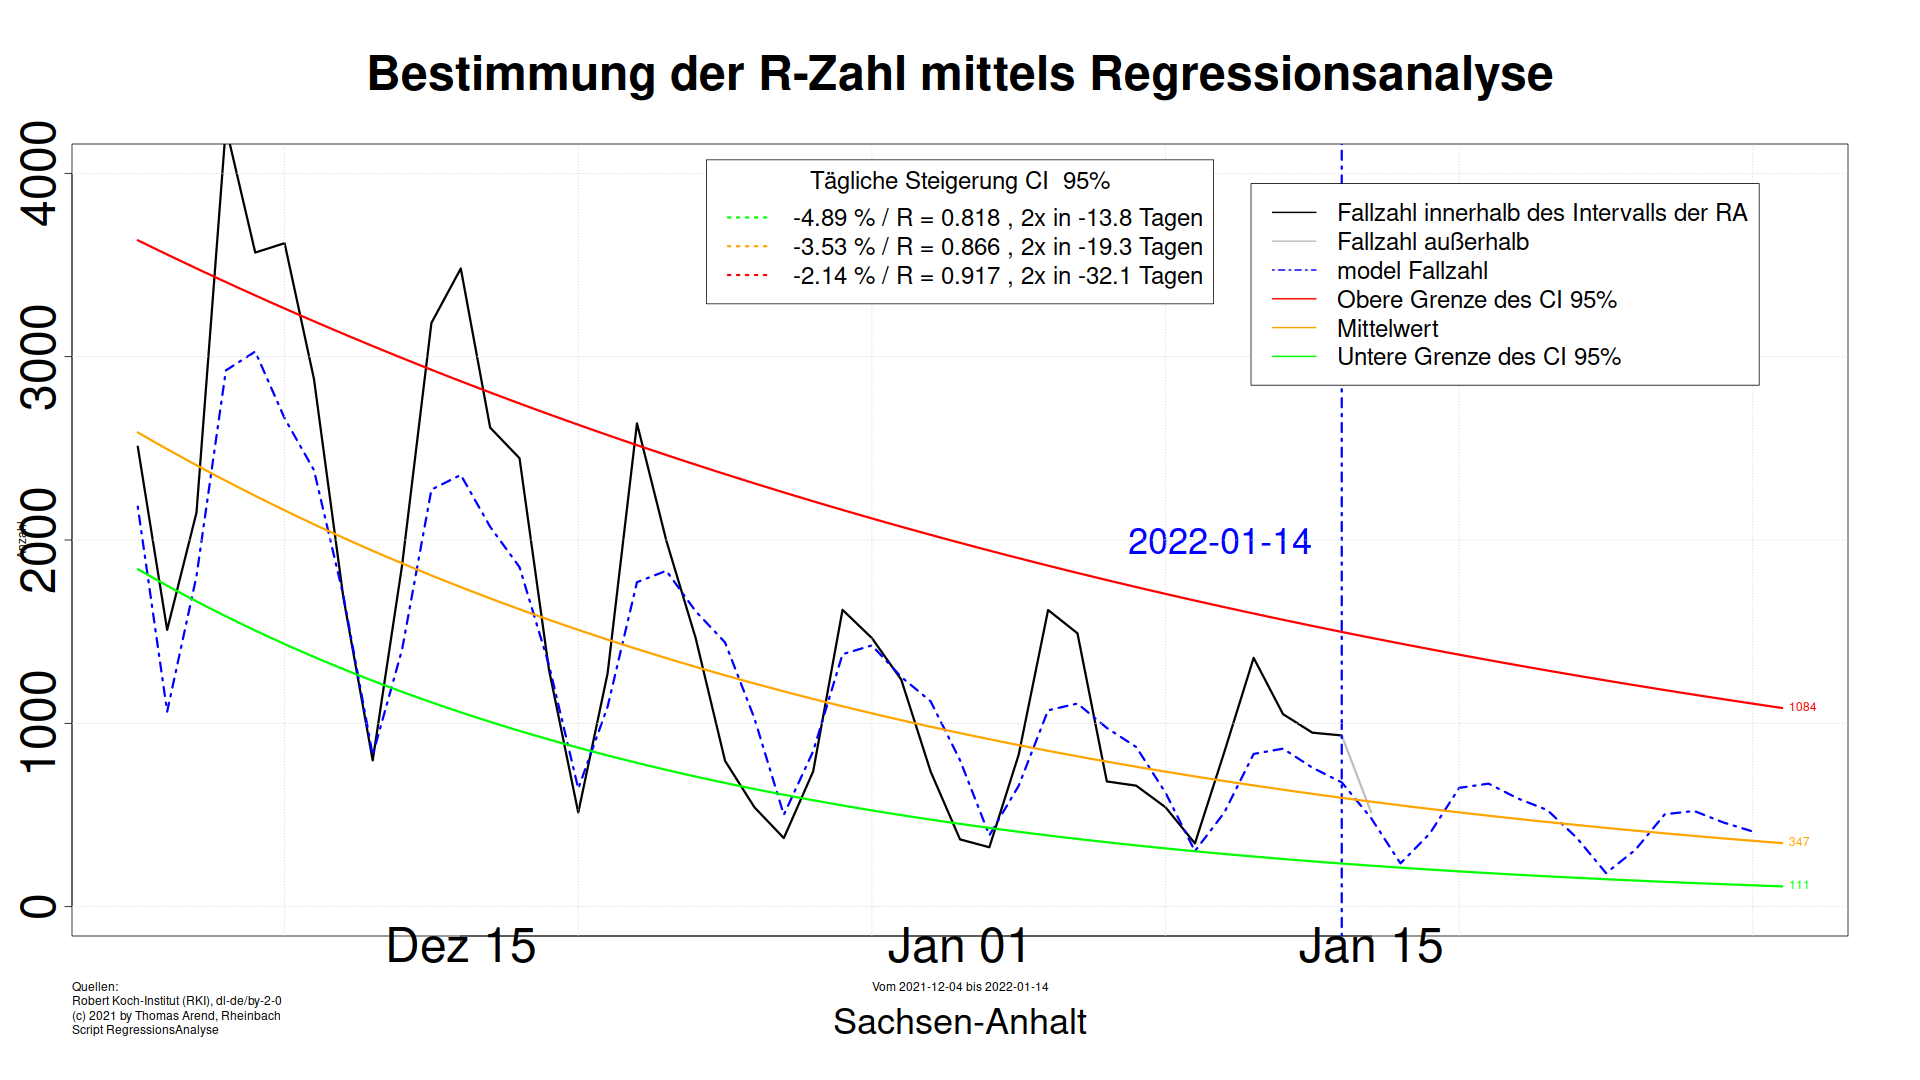 Bestimmung der R-Zahl mittels Regressionsanalyse
Anzahl
4000
3000
2000
1000
0
Tägliche Steigerung CI  95%
-4.89 % / R = 0.818 , 2x in -13.8 Tagen
-3.53 % / R = 0.866 , 2x in -19.3 Tagen
-2.14 % / R = 0.917 , 2x in -32.1 Tagen
Fallzahl innerhalb des Intervalls der RA
Fallzahl außerhalb
model Fallzahl
Obere Grenze des CI 95%
Mittelwert
Untere Grenze des CI 95%
2022-01-14
1084
347
111
Dez 15
Jan 01
Jan 15
Quellen:
Robert Koch-Institut (RKI), dl-de/by-2-0
(c) 2021 by Thomas Arend, Rheinbach
Script RegressionsAnalyse
Vom 2021-12-04 bis 2022-01-14
Sachsen-Anhalt